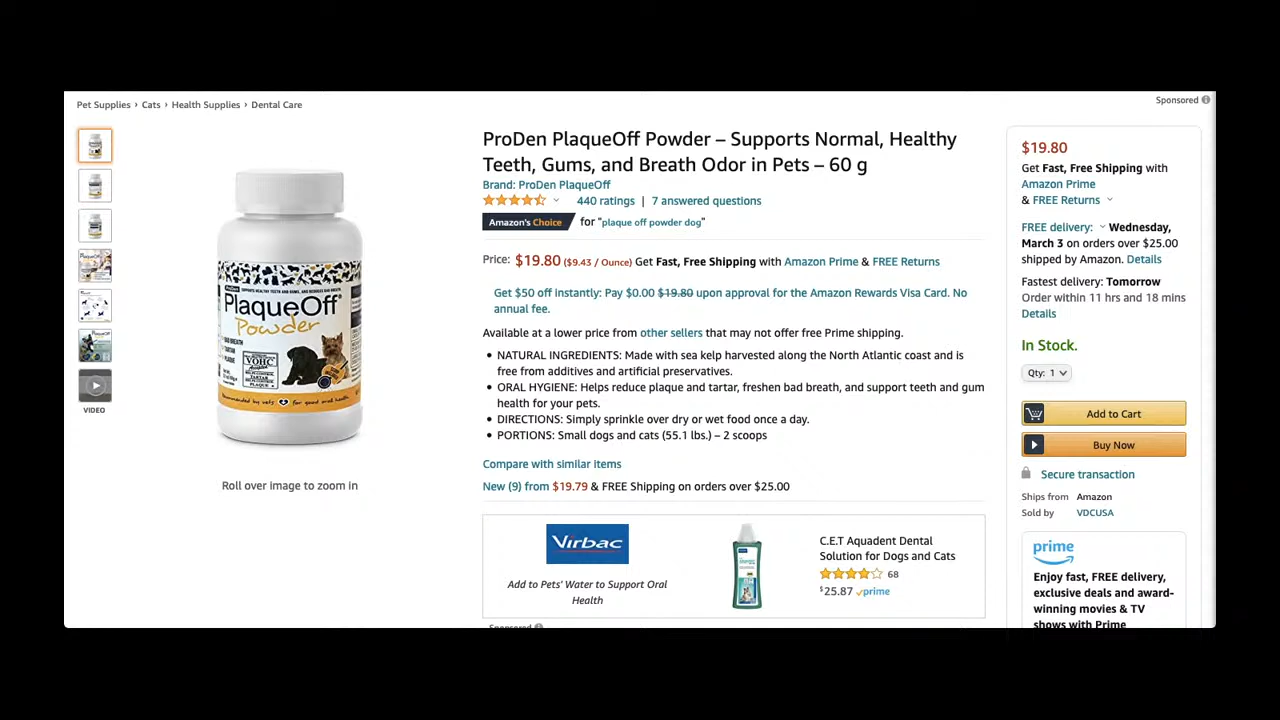 Pet Supplies › Cats › Health Supplies › Dental Care
Sponsored
VIDEO
PlaqueOff
Powder
BAD BREATH
TARTAR
PLAQUE
VOHC
Recommended by vets for good oral health
Roll over image to zoom in
ProDen PlaqueOff Powder – Supports Normal, Healthy
Teeth, Gums, and Breath Odor in Pets – 60 g
Brand: ProDen PlaqueOff
440 ratings | 7 answered questions
Amazon's Choice for "plaque off powder dog"
Price: $19.80 ($9.43 / Ounce) Get Fast, Free Shipping with Amazon Prime & FREE Returns
Get $50 off instantly: Pay $0.00 $19.80 upon approval for the Amazon Rewards Visa Card. No
annual fee.
Available at a lower price from other sellers that may not offer free Prime shipping.
• NATURAL INGREDIENTS: Made with sea kelp harvested along the North Atlantic coast and is
free from additives and artificial preservatives.
• ORAL HYGIENE: Helps reduce plaque and tartar, freshen bad breath, and support teeth and gum
health for your pets.
• DIRECTIONS: Simply sprinkle over dry or wet food once a day.
• PORTIONS: Small dogs and cats (55.1 lbs.) – 2 scoops
Compare with similar items
New (9) from $19.79 & FREE Shipping on orders over $25.00
Virbac
Add to Pets' Water to Support Oral
Health
C.E.T Aquadent Dental
Solution for Dogs and Cats
68
$25.87 prime
Sponsored
$19.80
Get Fast, Free Shipping with
Amazon Prime
& FREE Returns
FREE delivery: Wednesday,
March 3 on orders over $25.00
shipped by Amazon. Details
Fastest delivery: Tomorrow
Order within 11 hrs and 18 mins
Details
In Stock.
Qty: 1
Add to Cart
Buy Now
Secure transaction
Ships from Amazon
Sold by VDCUSA
prime
Enjoy fast, FREE delivery,
exclusive deals and award-
winning movies & TV
shows with Prime